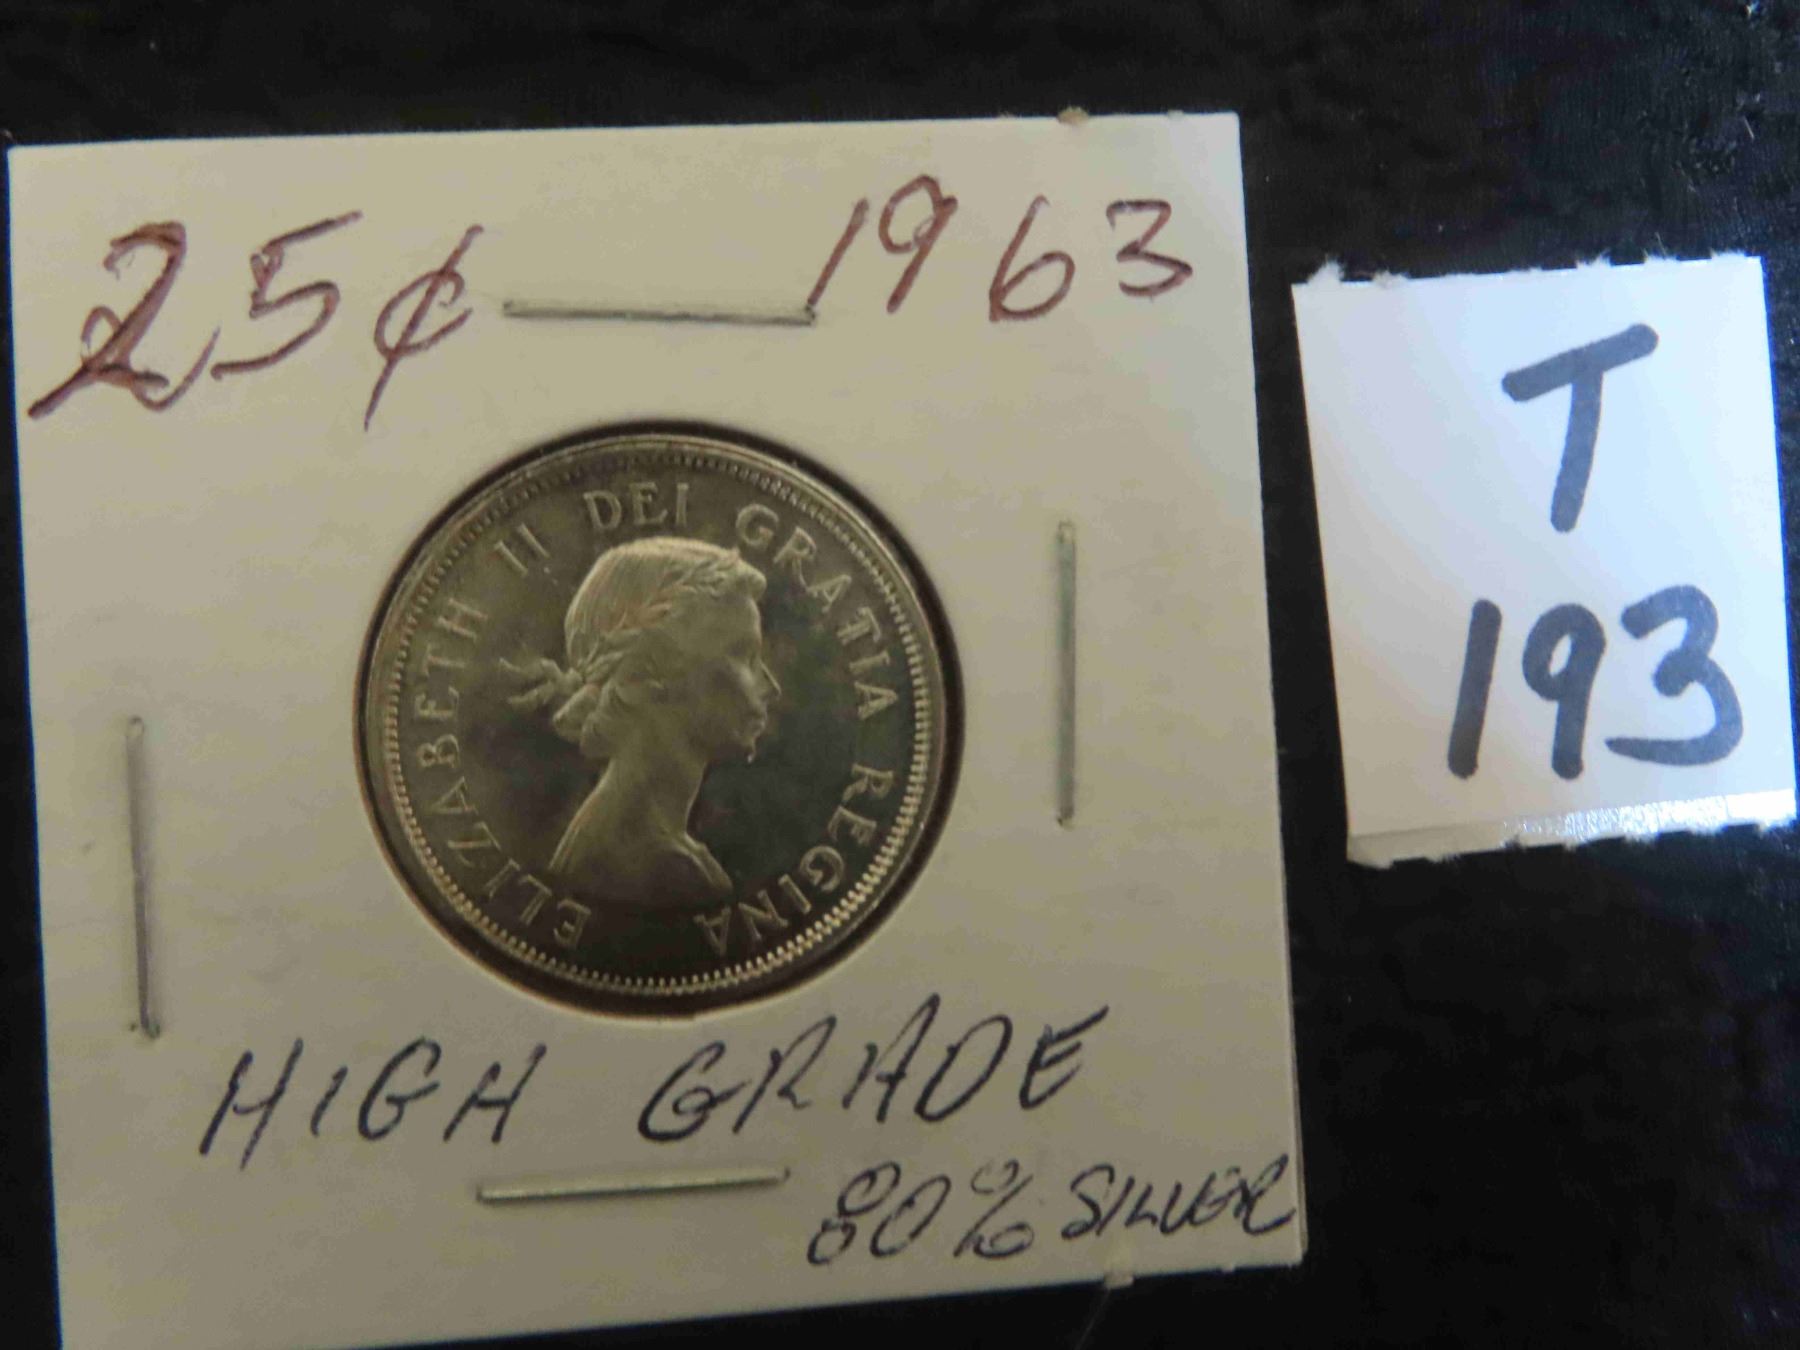 25¢ 1963
ELIZABETH II DEI GRATIA REGINA
HIGH GRADE
80% SILVER
T
193